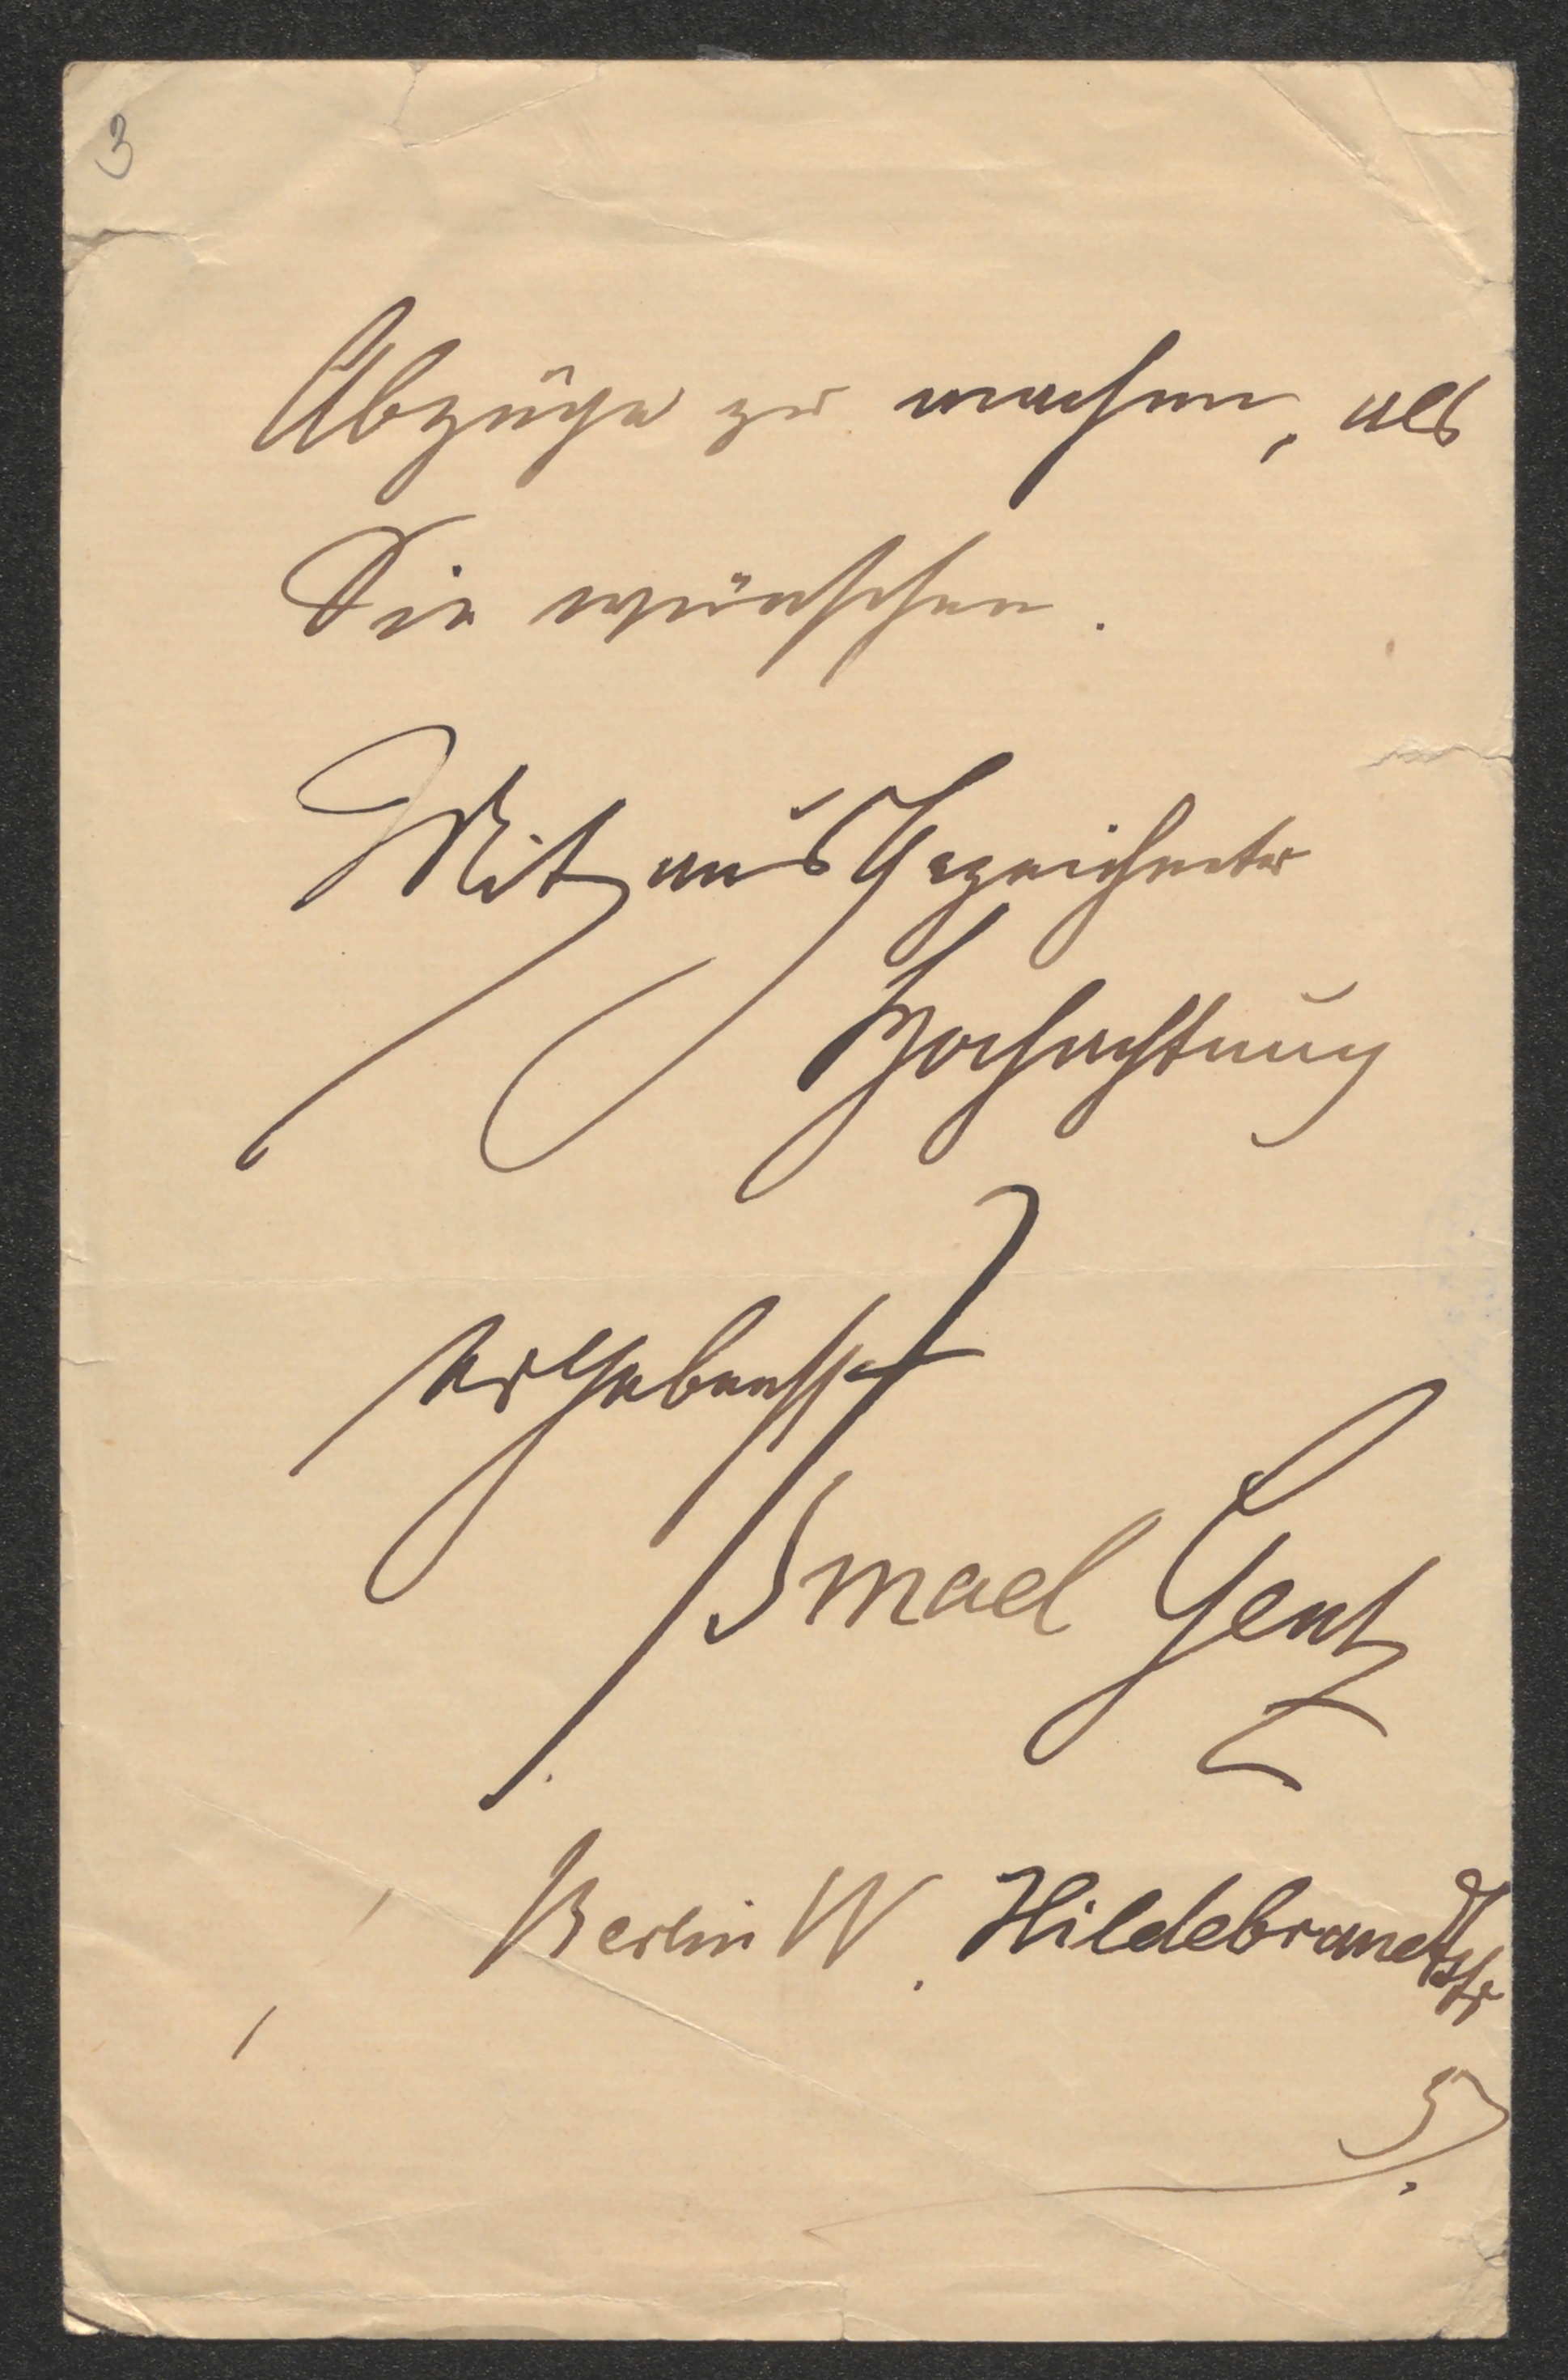 3
Abzüge zu machen, als
Sie wünschen.
Mit ausgezeichneter
Hochachtung
ergebenst
Ismael Gentz
Berlin W. Hildebrandtstr
5.